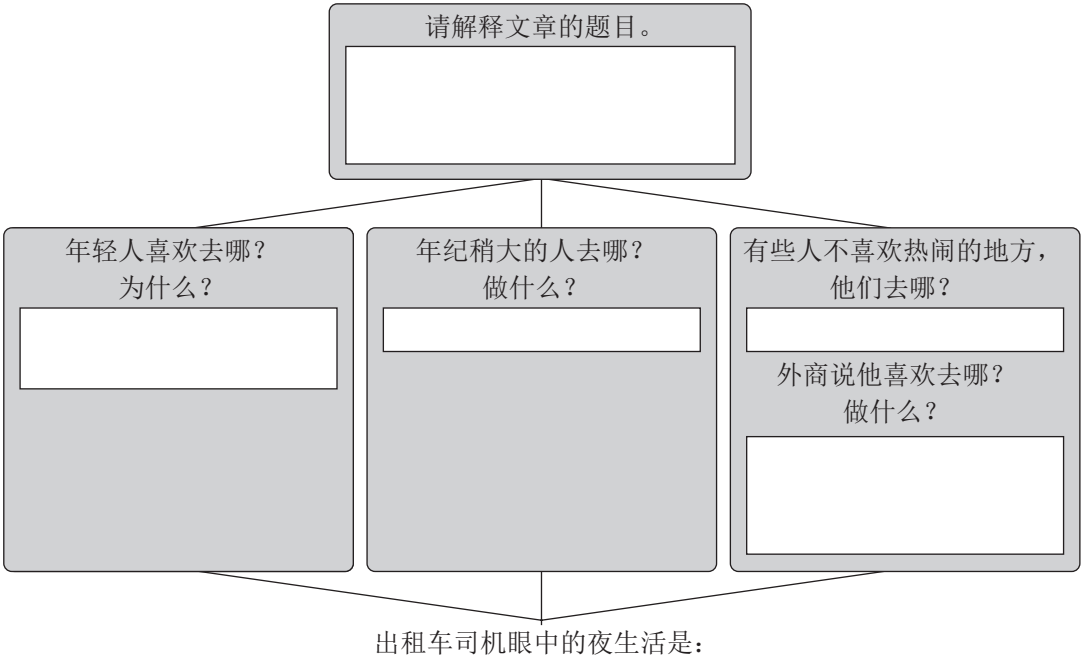 请解释文章的题目。
年轻人喜欢去哪？
为什么？
年纪稍大的人去哪？
做什么？
有些人不喜欢热闹的地方，
他们去哪？
外商说他喜欢去哪？
做什么？
出租车司机眼中的夜生活是：